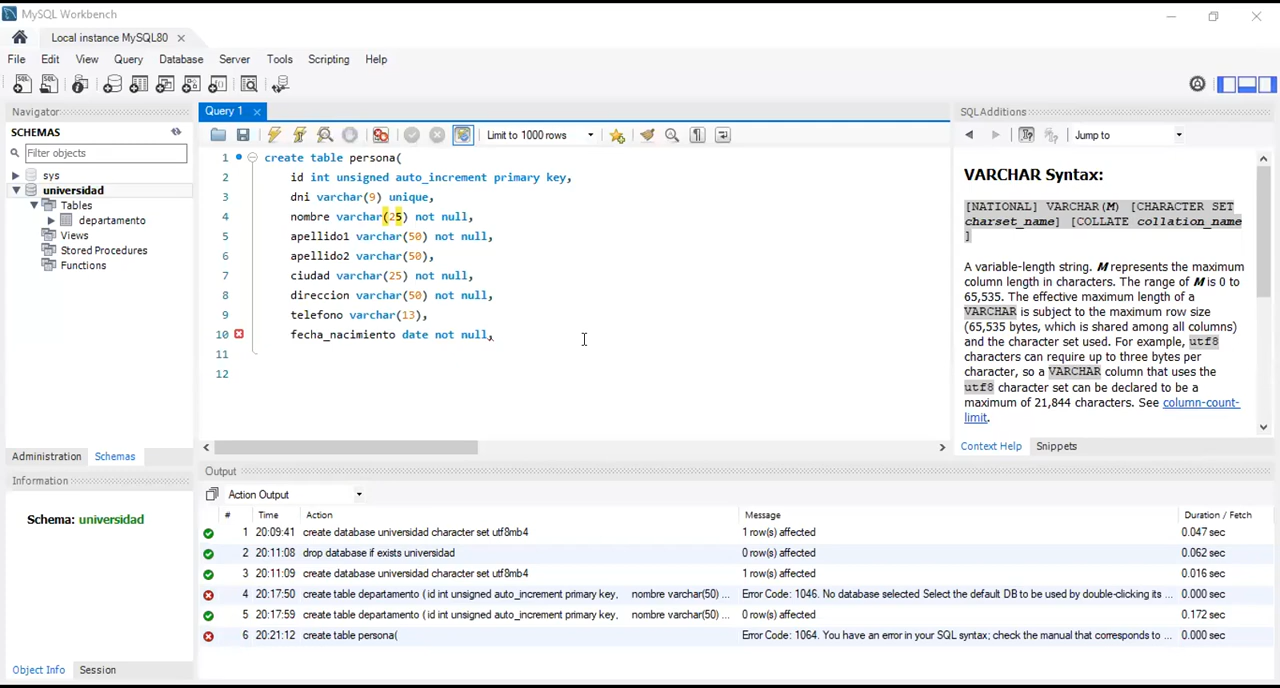 MySQL Workbench
Local instance MySQL80
File Edit View Query Database Server Tools Scripting Help
Navigator
SCHEMAS
Filter objects
sys
universidad
Tables
departamento
Views
Stored Procedures
Functions
Administration Schemas
Information
Schema: universidad
Object Info Session
Query 1
Limit to 1000 rows
1 create table persona(
2 id int unsigned auto_increment primary key,
3 dni varchar(9) unique,
4 nombre varchar(25) not null,
5 apellido1 varchar(50) not null,
6 apellido2 varchar(50),
7 ciudad varchar(25) not null,
8 direccion varchar(50) not null,
9 telefono varchar(13),
10 fecha_nacimiento date not null,
11
12
SQLAdditions
Jump to
VARCHAR Syntax:
[NATIONAL] VARCHAR(M) [CHARACTER SET
charset_name] [COLLATE collation_name
]
A variable-length string. M represents the maximum
column length in characters. The range of M is 0 to
65,535. The effective maximum length of a
VARCHAR is subject to the maximum row size
(65,535 bytes, which is shared among all columns)
and the character set used. For example, utf8
characters can require up to three bytes per
character, so a VARCHAR column that uses the
utf8 character set can be declared to be a
maximum of 21,844 characters. See column-count-
limit.
Context Help Snippets
Output
Action Output
# Time Action Message Duration / Fetch
1 20:09:41 create database universidad character set utf8mb4 1 row(s) affected 0.047 sec
2 20:11:08 drop database if exists universidad 0 row(s) affected 0.062 sec
3 20:11:09 create database universidad character set utf8mb4 1 row(s) affected 0.016 sec
4 20:17:50 create table departamento ( id int unsigned auto_increment primary key, nombre varchar(50) ... Error Code: 1046. No database selected Select the default DB to be used by double-clicking its ... 0.000 sec
5 20:17:59 create table departamento ( id int unsigned auto_increment primary key, nombre varchar(50) ... 0 row(s) affected 0.172 sec
6 20:21:12 create table persona( Error Code: 1064. You have an error in your SQL syntax; check the manual that corresponds to ... 0.000 sec